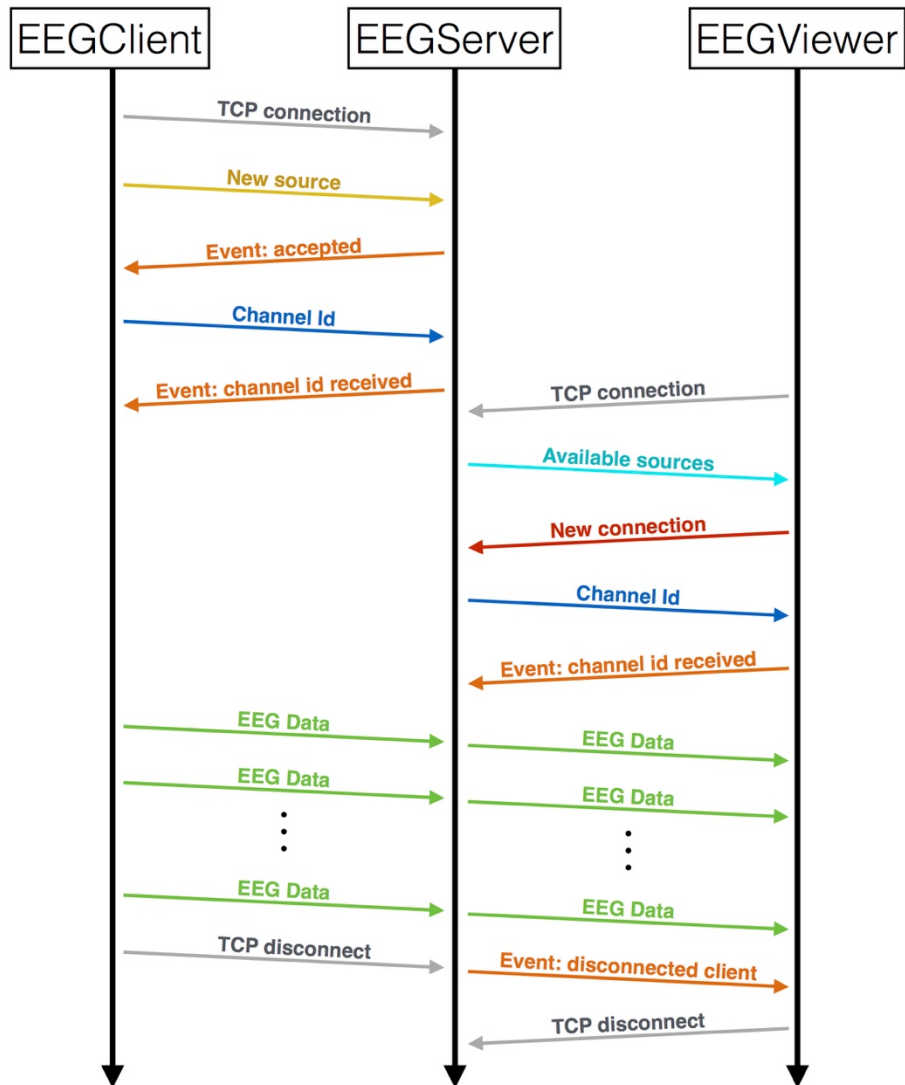 EEGClient
EEGServer
EEGViewer
TCP connection
New source
Event: accepted
Channel Id
Event: channel id received
TCP connection
Available sources
New connection
Channel Id
Event: channel id received
EEG Data
EEG Data
EEG Data
EEG Data
EEG Data
EEG Data
TCP disconnect
Event: disconnected client
TCP disconnect